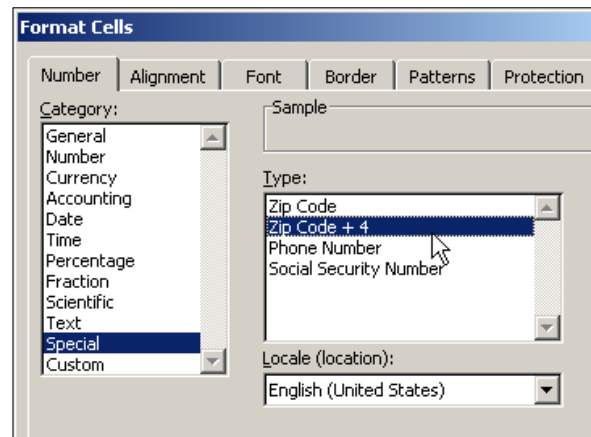 Format Cells
Number Alignment Font Border Patterns Protection
Category:
General
Number
Currency
Accounting
Date
Time
Percentage
Fraction
Scientific
Text
Special
Custom
Sample
Type:
Zip Code
Zip Code + 4
Phone Number
Social Security Number
Locale (location):
English (United States)